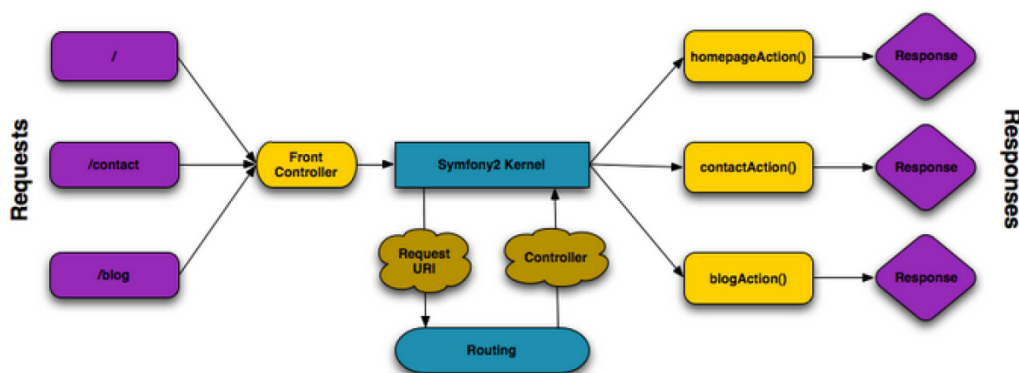 Requests
/
/contact
/blog
Front
Controller
Symfony2 Kernel
Request
URI
Controller
Routing
homepageAction()
contactAction()
blogAction()
Response
Response
Response
Responses